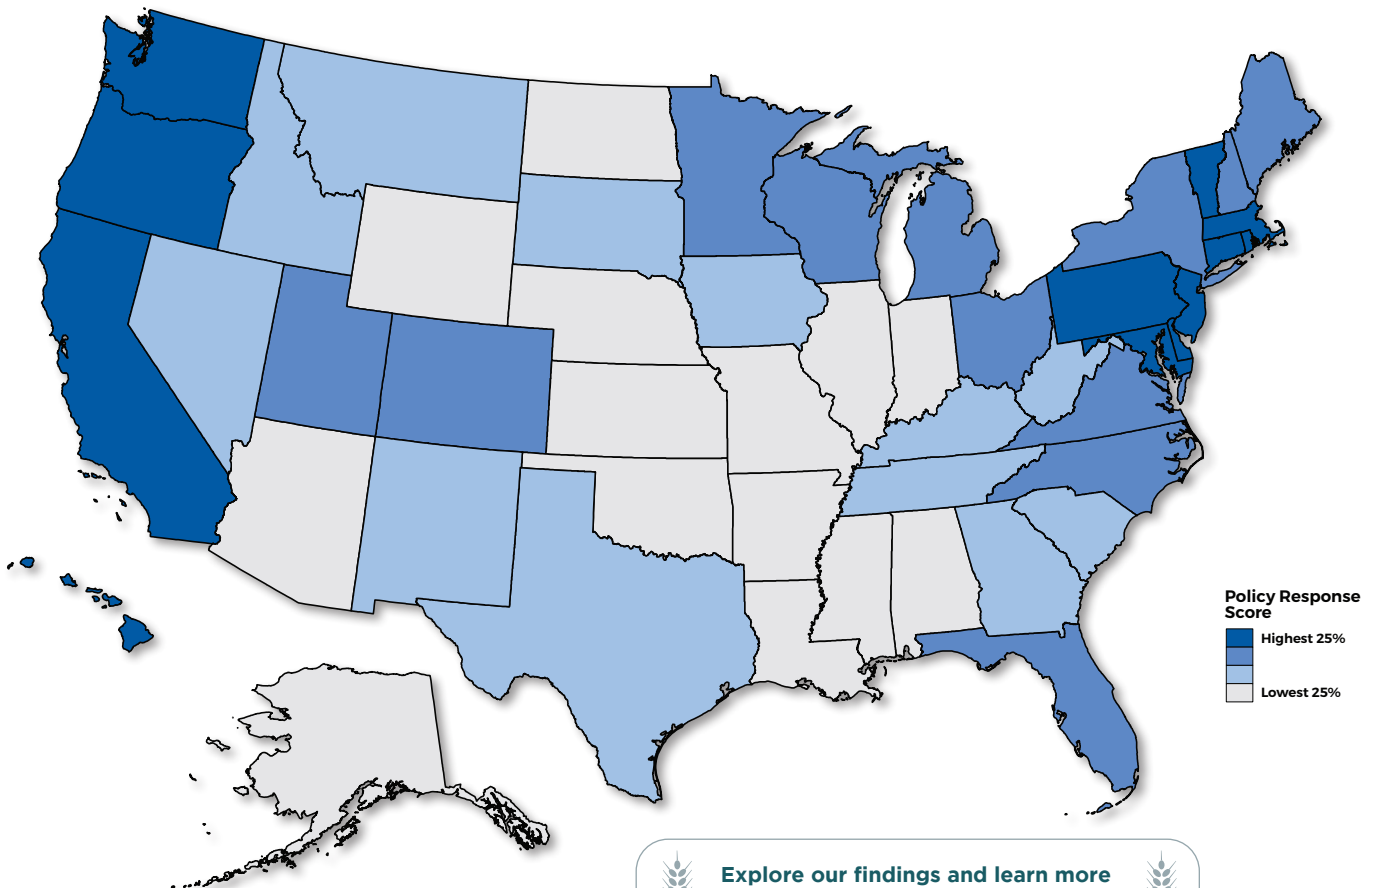 Policy Response
Score
Highest 25%
Lowest 25%
Explore our findings and learn more